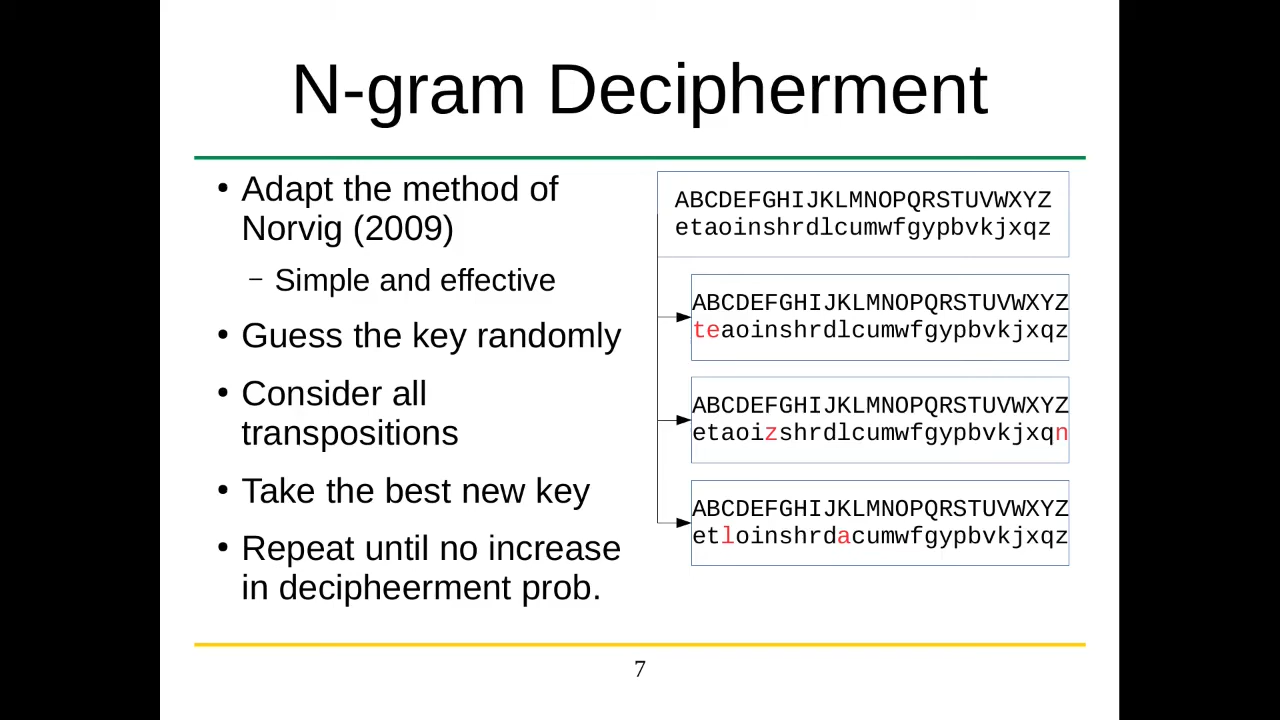 N-gram Decipherment
• Adapt the method of
Norvig (2009)
– Simple and effective
• Guess the key randomly
• Consider all
transpositions
• Take the best new key
• Repeat until no increase
in decipheerment prob.
ABCDEFGHIJKLMNOPQRSTUVWXYZ
etaoinshrdlcumwfgypbvkjxqz
ABCDEFGHIJKLMNOPQRSTUVWXYZ
teaoinshrdlcumwfgypbvkjxqz
ABCDEFGHIJKLMNOPQRSTUVWXYZ
etaoizshrdlcumwfgypbvkjxqn
ABCDEFGHIJKLMNOPQRSTUVWXYZ
etloinshrdacumwfgypbvkjxqz
7